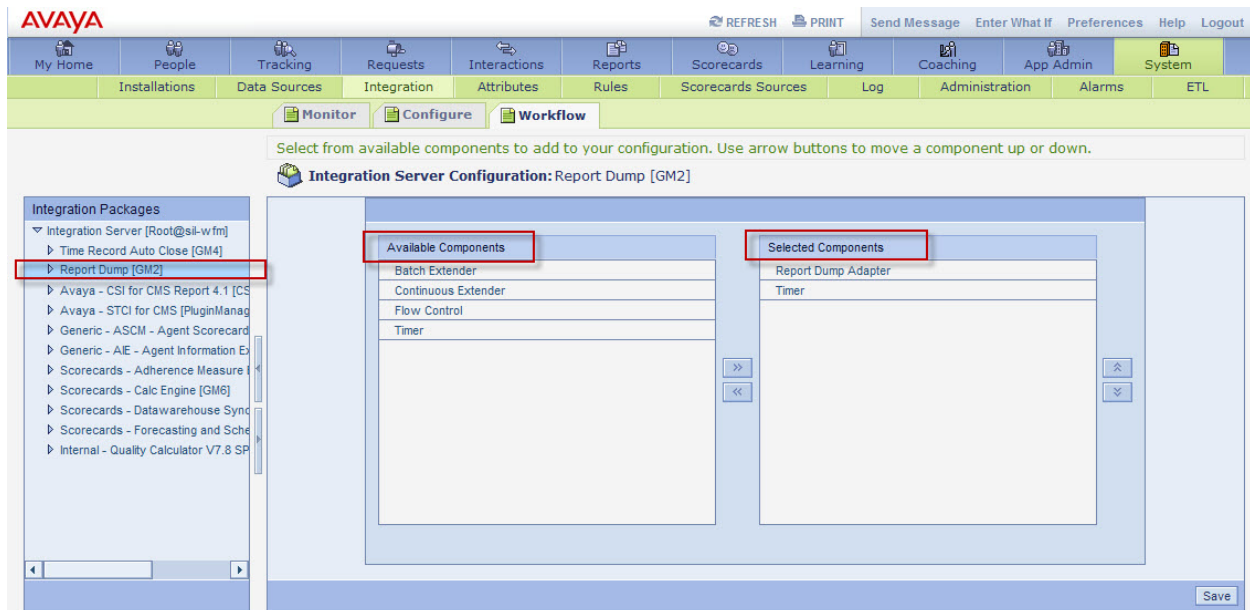 AVAYA
REFRESH PRINT Send Message Enter What If Preferences Help Logout
My Home People Tracking Requests Interactions Reports Scorecards Learning Coaching App Admin System
Installations Data Sources Integration Attributes Rules Scorecards Sources Log Administration Alarms ETL
Monitor Configure Workflow
Select from available components to add to your configuration. Use arrow buttons to move a component up or down.
Integration Server Configuration: Report Dump [GM2]
Integration Packages
Integration Server [Root@sil-wfm]
Time Record Auto Close [GM4]
Report Dump [GM2]
Avaya - CSI for CMS Report 4.1 [CS
Avaya - STCI for CMS [PluginManag
Generic - ASCM - Agent Scorecard
Generic - AIE - Agent Information Ex
Scorecards - Adherence Measure
Scorecards - Calc Engine [GM6]
Scorecards - Datawarehouse Sync
Scorecards - Forecasting and Sche
Internal - Quality Calculator V7.8 SP
Available Components
Batch Extender
Continuous Extender
Flow Control
Timer
Selected Components
Report Dump Adapter
Timer
Save